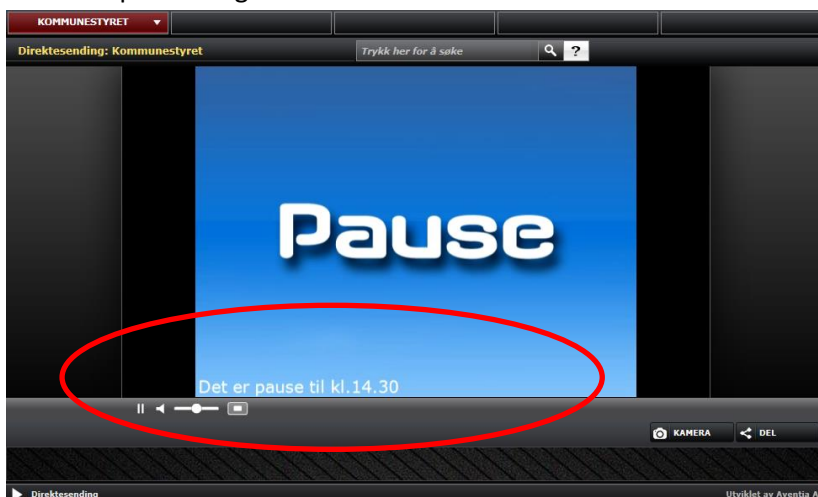 KOMMUNESTYRET
Direktesending: Kommunestyret
Trykk her for å søke
?
Pause
Det er pause til kl.14.30
KAMERA
DEL
Direktesending
Utviklet av Aventia A